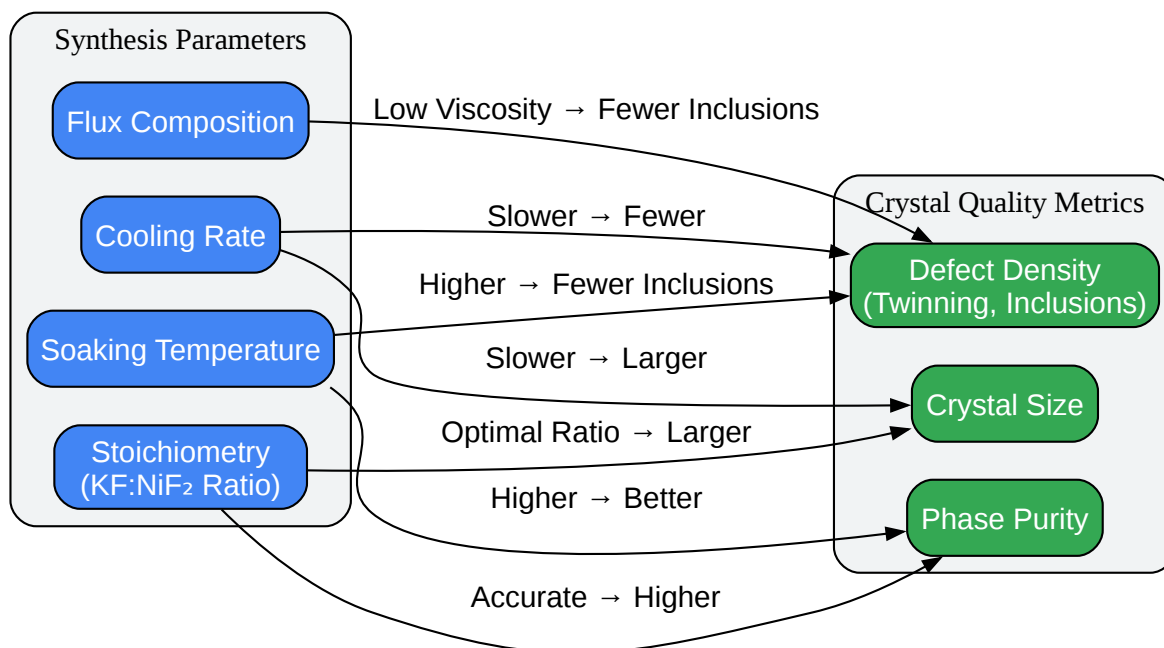 Synthesis Parameters
Flux Composition
Cooling Rate
Soaking Temperature
Stoichiometry
(KF:NiF₂ Ratio)
Low Viscosity → Fewer Inclusions
Slower → Fewer
Higher → Fewer Inclusions
Slower → Larger
Optimal Ratio → Larger
Higher → Better
Accurate → Higher
Crystal Quality Metrics
Defect Density
(Twinning, Inclusions)
Crystal Size
Phase Purity